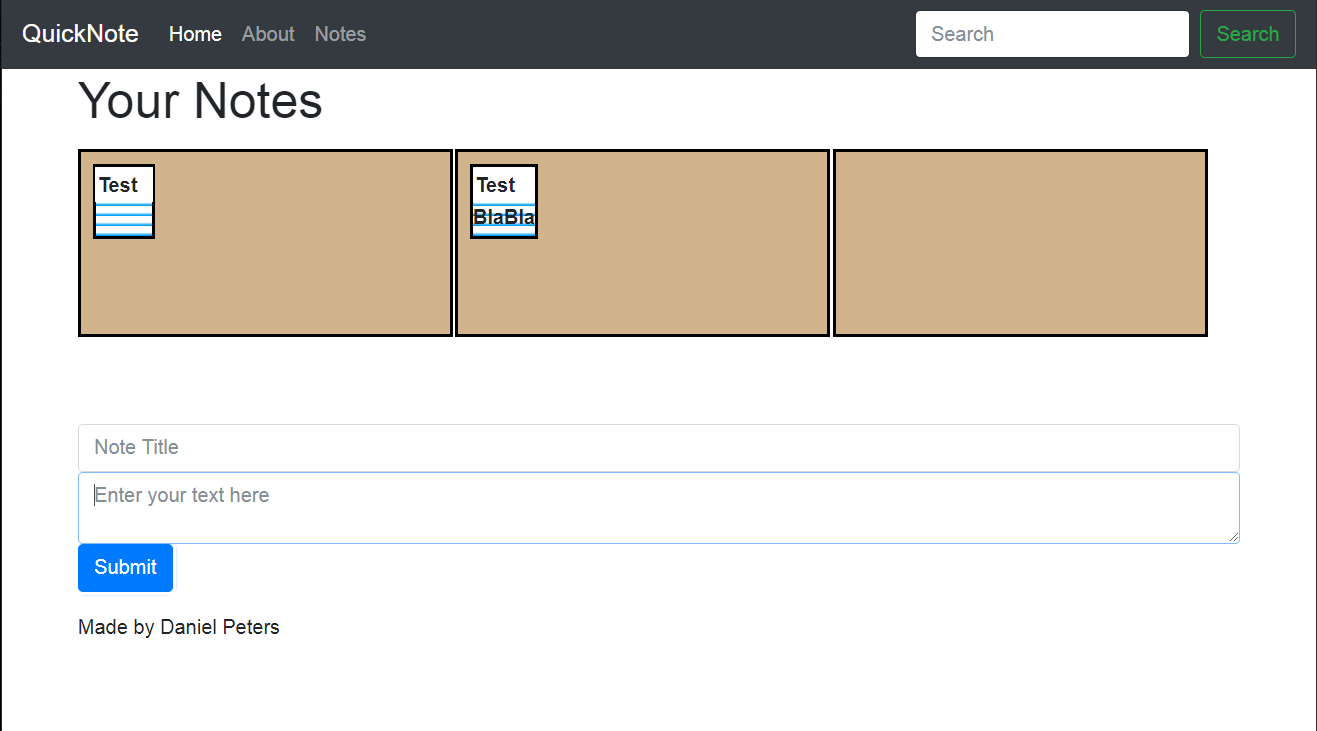 QuickNote Home About Notes Search Search
Your Notes
Test Test
BlaBla
Note Title
Enter your text here
Submit
Made by Daniel Peters